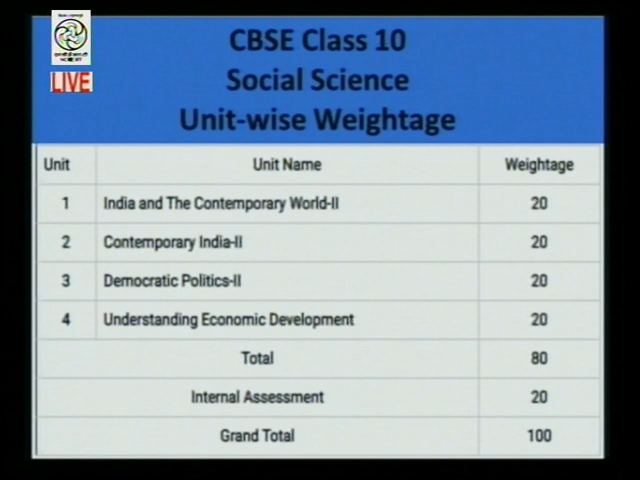 LIVE
CBSE Class 10
Social Science
Unit-wise Weightage
Unit Unit Name Weightage
1 India and The Contemporary World-II 20
2 Contemporary India-II 20
3 Democratic Politics-II 20
4 Understanding Economic Development 20
Total 80
Internal Assessment 20
Grand Total 100